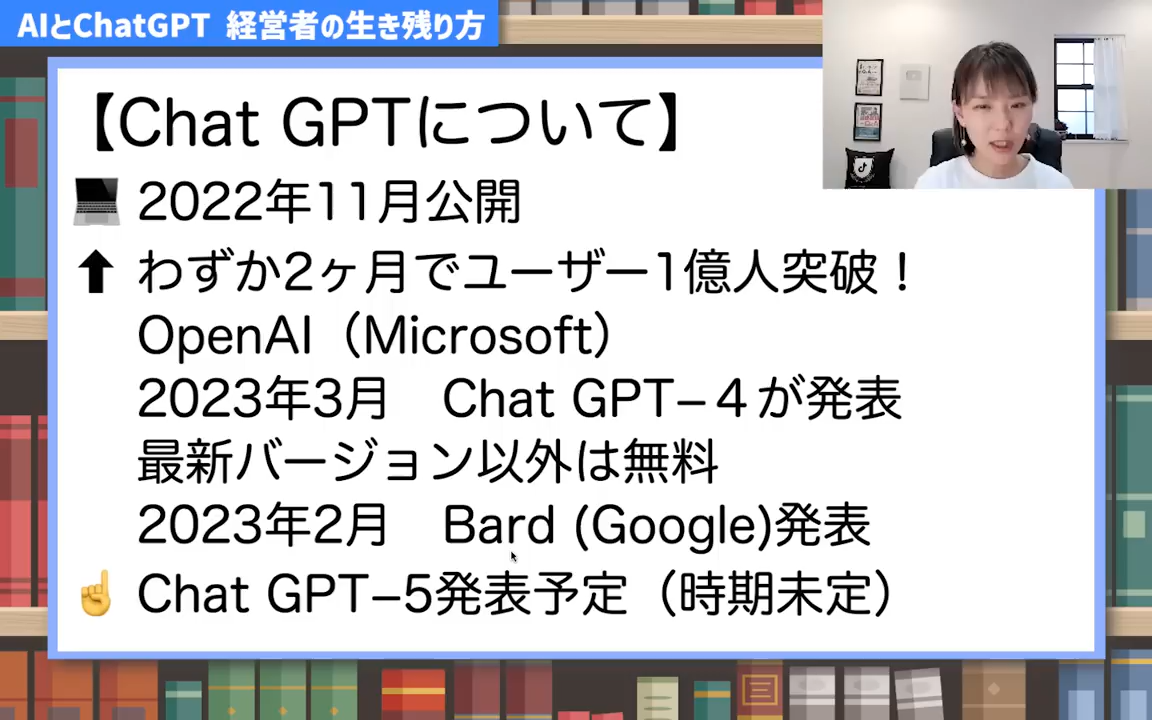 AIとChatGPT 経営者の生き残り方
【Chat GPTについて】
2022年11月公開
わずか2ヶ月でユーザー1億人突破！
OpenAI（Microsoft）
2023年3月　Chat GPT−４が発表
最新バージョン以外は無料
2023年2月　Bard (Google)発表
Chat GPT−5発表予定（時期未定）